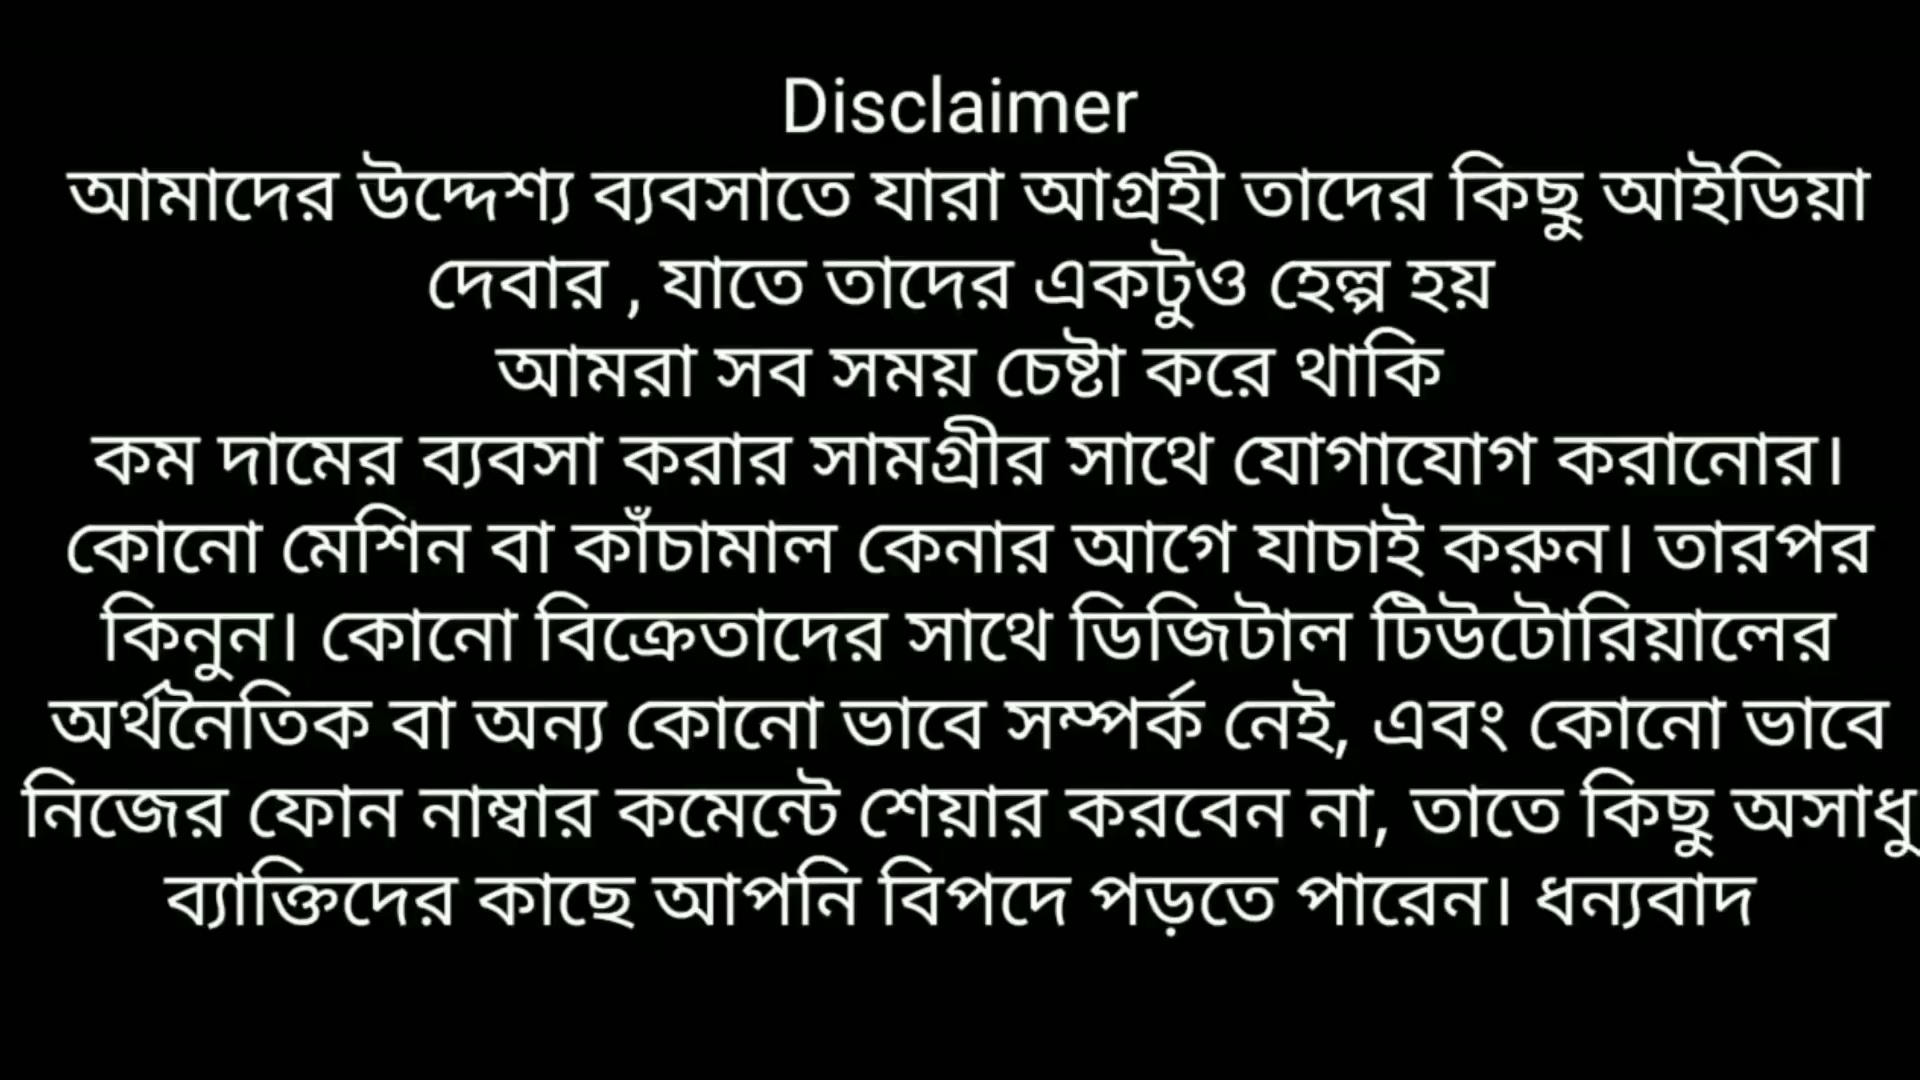 Disclaimer
আমাদের উদ্দেশ্য ব্যবসাতে যারা আগ্রহী তাদের কিছু আইডিয়া
দেবার , যাতে তাদের একটুও হেল্প হয়
আমরা সব সময় চেষ্টা করে থাকি
কম দামের ব্যবসা করার সামগ্রীর সাথে যোগাযোগ করানোর।
কোনো মেশিন বা কাঁচামাল কেনার আগে যাচাই করুন। তারপর
কিনুন। কোনো বিক্রেতাদের সাথে ডিজিটাল টিউটোরিয়ালের
অর্থনৈতিক বা অন্য কোনো ভাবে সম্পর্ক নেই, এবং কোনো ভাবে
নিজের ফোন নাম্বার কমেন্টে শেয়ার করবেন না, তাতে কিছু অসাধু
ব্যাক্তিদের কাছে আপনি বিপদে পড়তে পারেন। ধন্যবাদ